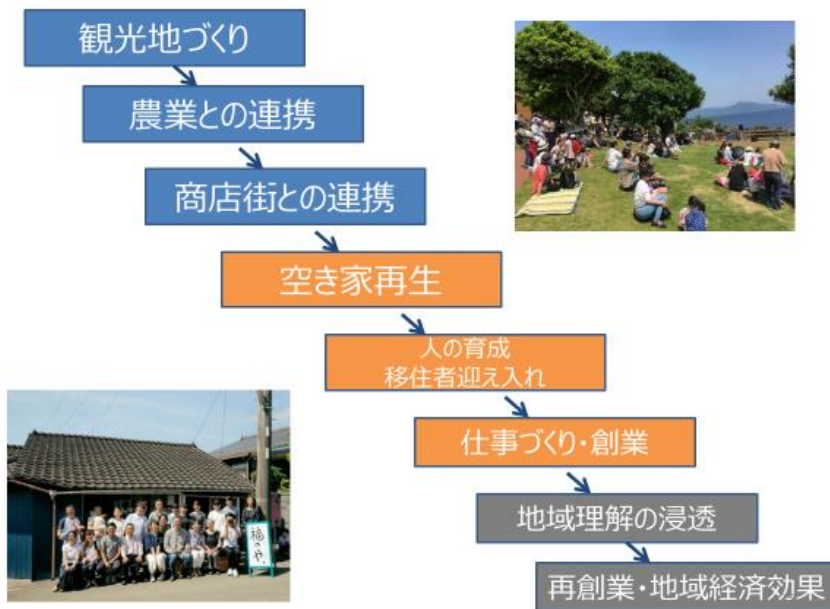 観光地づくり
農業との連携
商店街との連携
空き家再生
人の育成
移住者迎え入れ
仕事づくり・創業
地域理解の浸透
再創業・地域経済効果
福のや、